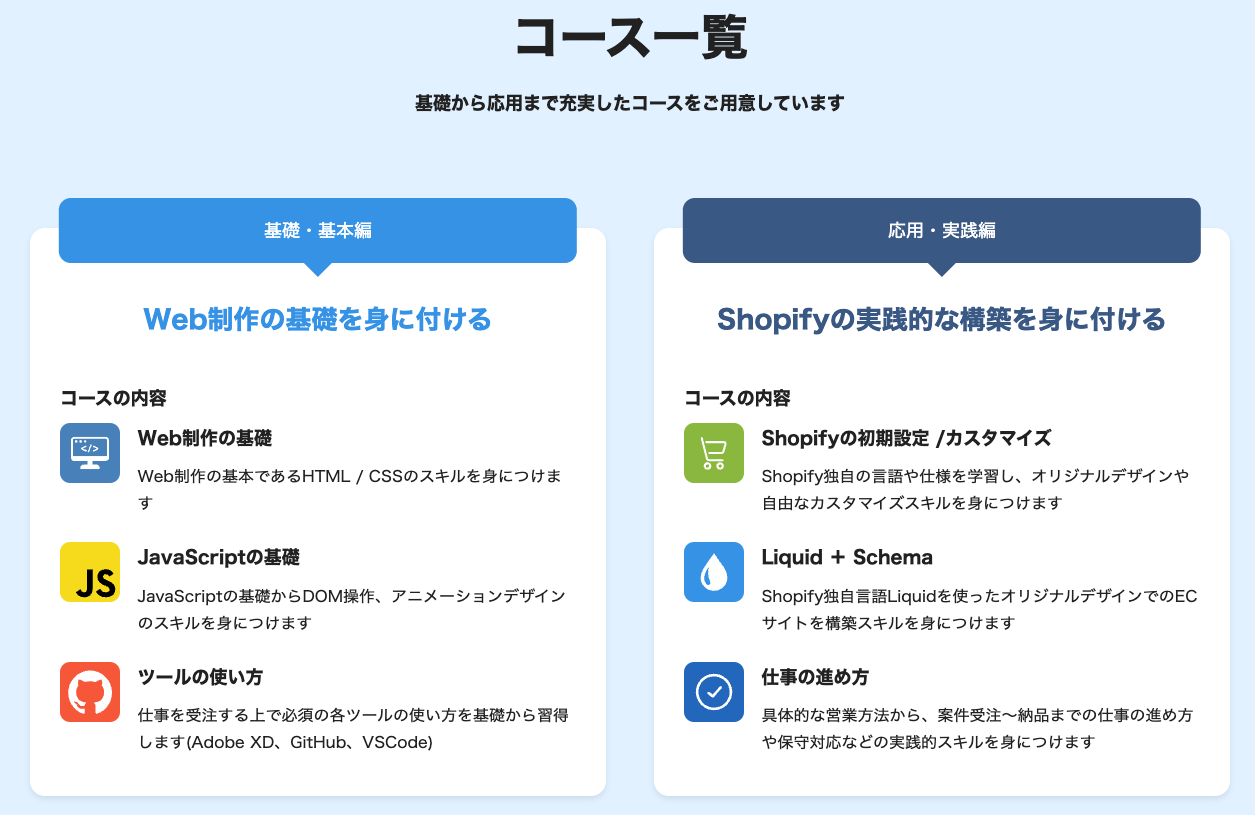 コース一覧
基礎から応用まで充実したコースをご用意しています
基礎・基本編
Web制作の基礎を身に付ける
コースの内容
</>
Web制作の基礎
Web制作の基本であるHTML / CSSのスキルを身につけま
す
JS
JavaScriptの基礎
JavaScriptの基礎からDOM操作、アニメーションデザイン
のスキルを身につけます
ツールの使い方
仕事を受注する上で必須の各ツールの使い方を基礎から習得
します(Adobe XD、GitHub、VSCode)
応用・実践編
Shopifyの実践的な構築を身に付ける
コースの内容
Shopifyの初期設定 /カスタマイズ
Shopify独自の言語や仕様を学習し、オリジナルデザインや
自由なカスタマイズスキルを身につけます
Liquid ＋ Schema
Shopify独自言語Liquidを使ったオリジナルデザインでのEC
サイトを構築スキルを身につけます
仕事の進め方
具体的な営業方法から、案件受注〜納品までの仕事の進め方
や保守対応などの実践的スキルを身につけます